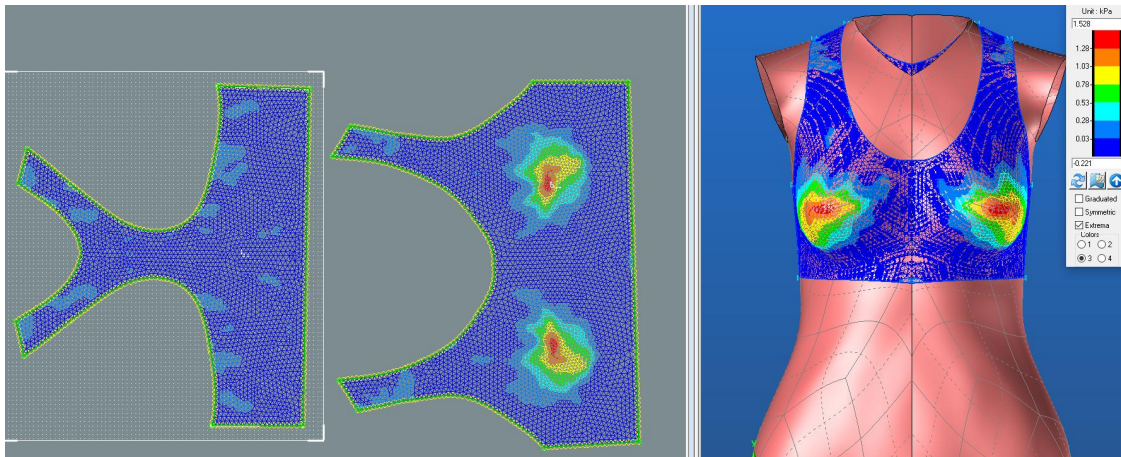 Unit : kPa
1.528
1.28
1.03
0.79
0.53
0.28
0.03
-0.221
Graduated
Symmetric
Extrema
Colors
1 2
3 4